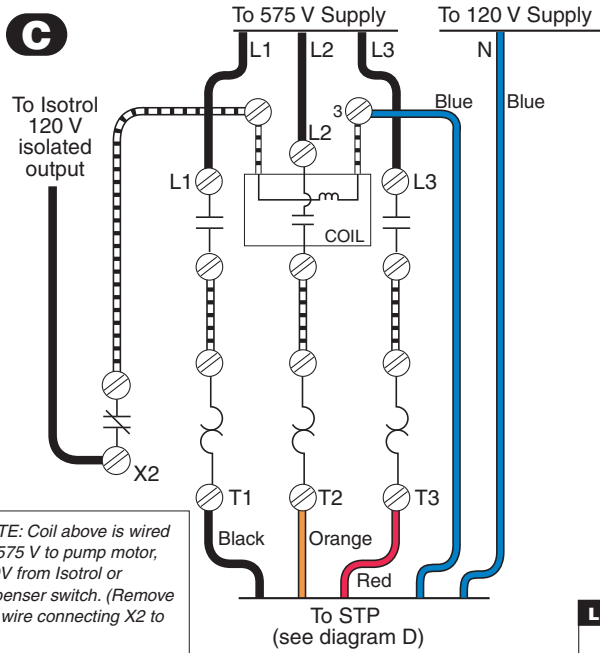 C
To 575 V Supply
To 120 V Supply
L1
L2
L3
N
To Isotrol
120 V
isolated
output
3
Blue
Blue
L2
L1
L3
COIL
X2
T1
T2
T3
Black
Orange
Red
To STP
(see diagram D)
TE: Coil above is wired
575 V to pump motor,
V from Isotrol or
penser switch. (Remove
wire connecting X2 to
L